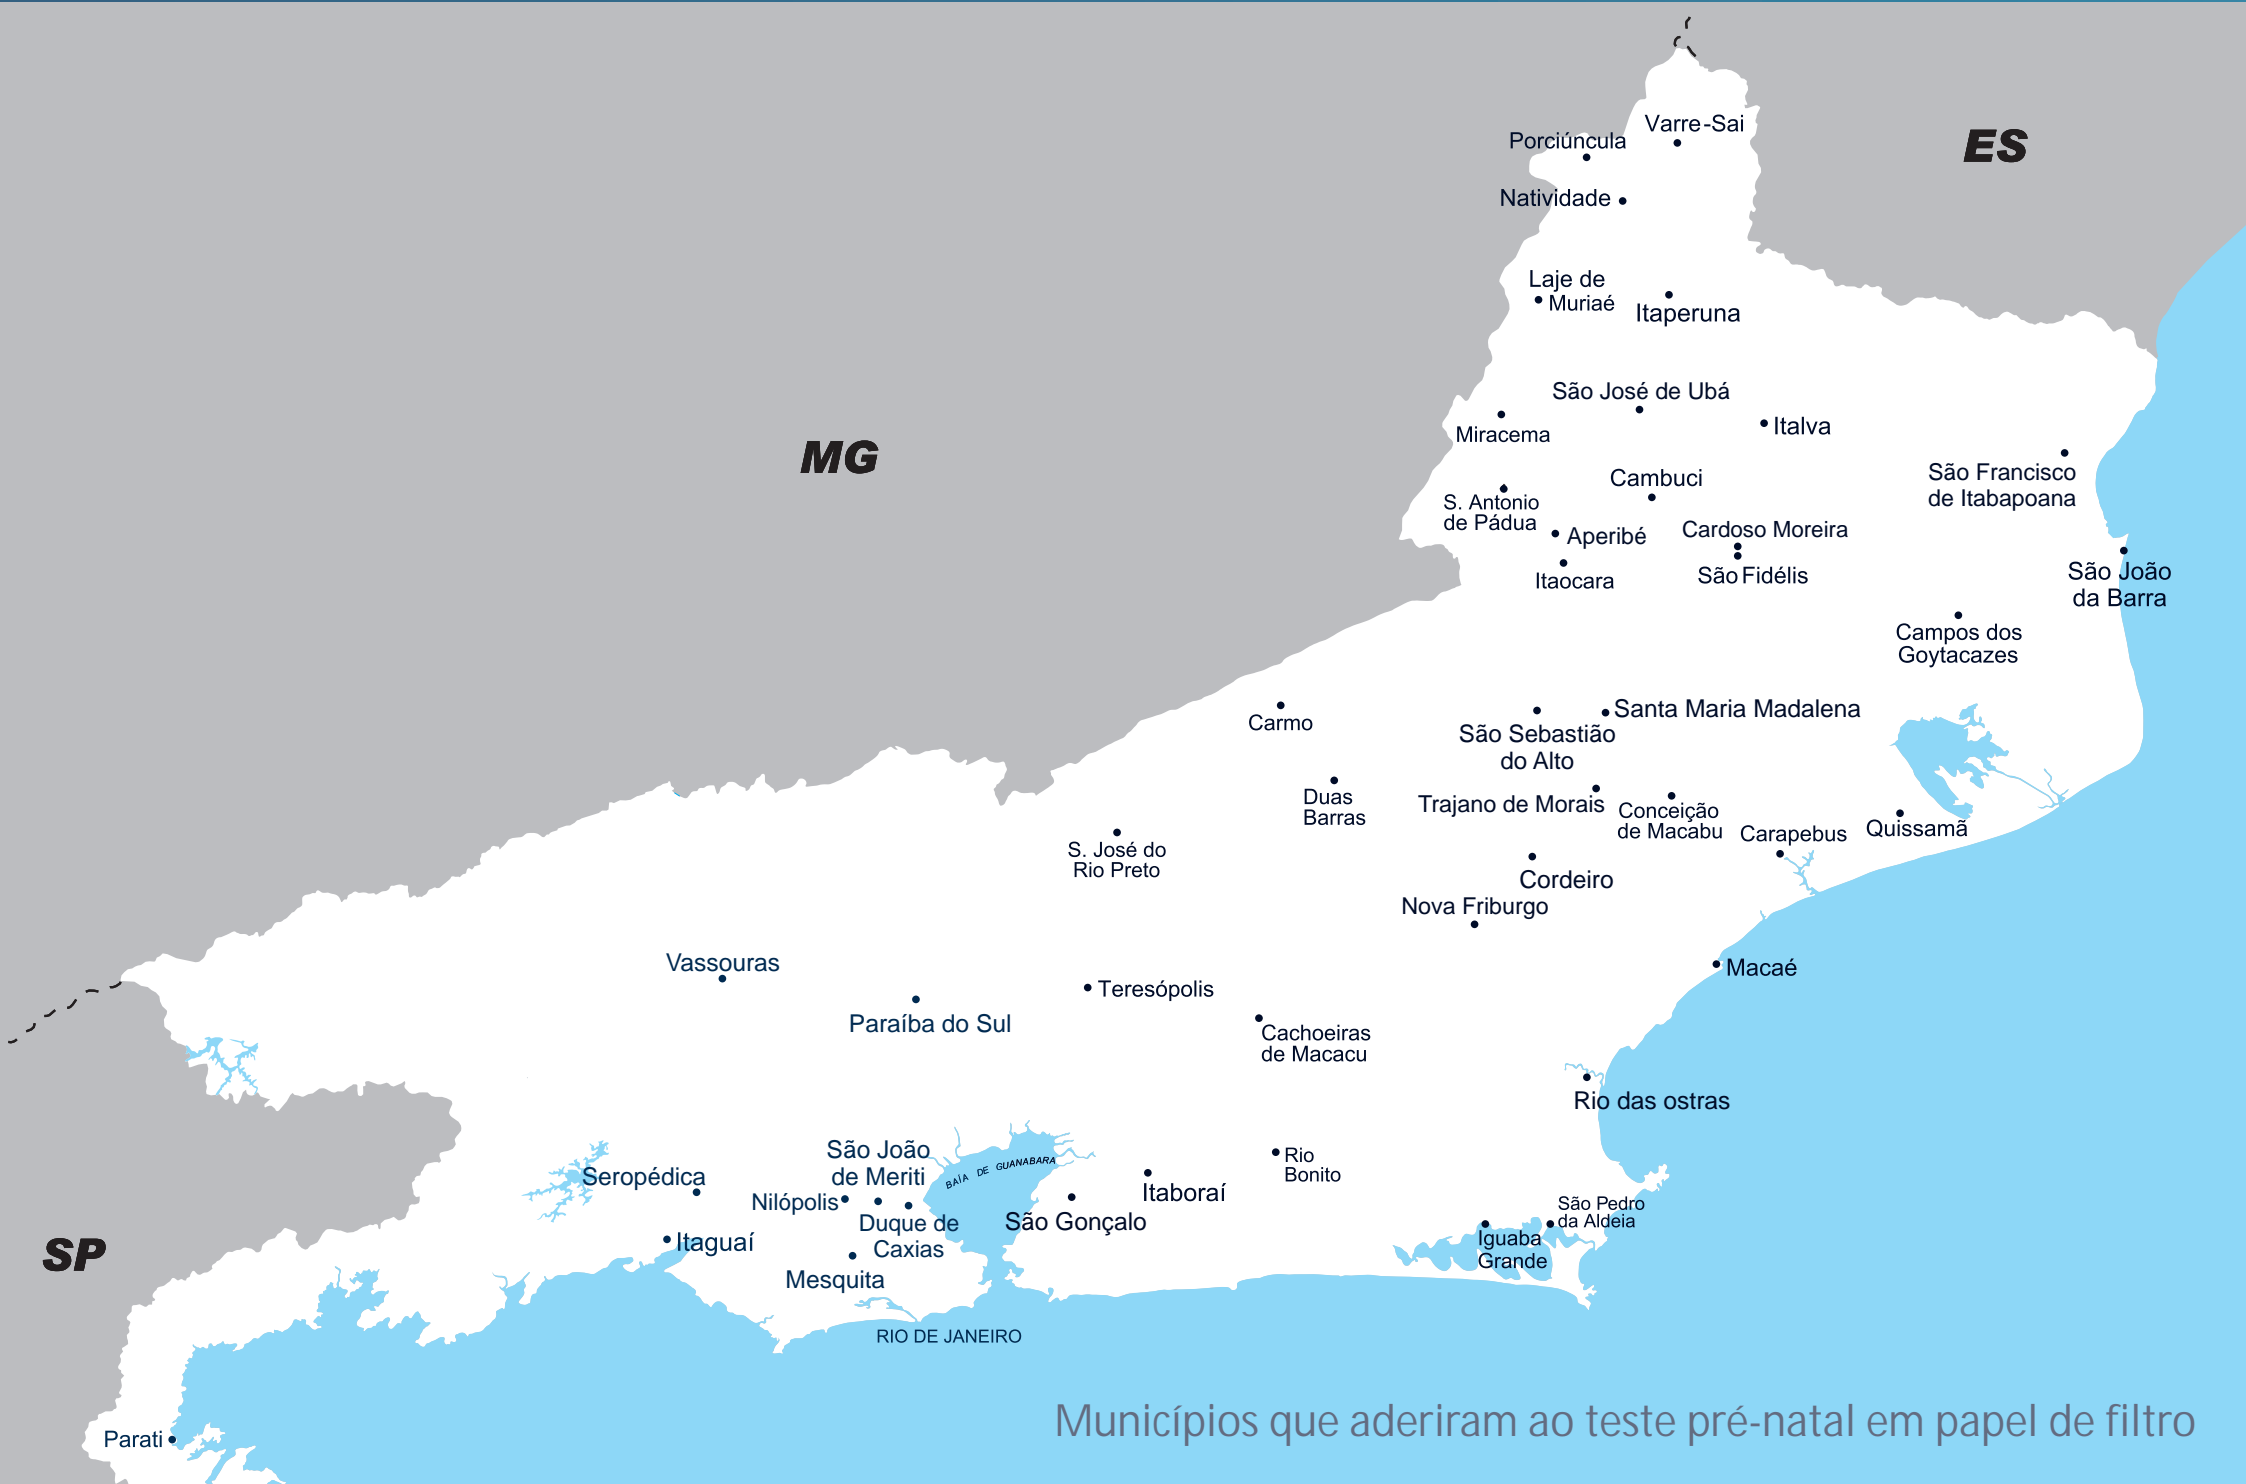 Varre-Sai
Porciúncula
ES
Natividade
Laje de
Muriaé
Itaperuna
São José de Ubá
Italva
Miracema
MG
São Francisco
de Itabapoana
Cambuci
S. Antonio
de Pádua
Aperibé
Cardoso Moreira
Itaocara
São Fidélis
São João
da Barra
Campos dos
Goytacazes
Carmo
Santa Maria Madalena
São Sebastião
do Alto
Duas
Barras
Trajano de Morais
Conceição
de Macabu
Carapebus
Quissamã
S. José do
Rio Preto
Cordeiro
Nova Friburgo
Vassouras
Macaé
Teresópolis
Paraíba do Sul
Cachoeiras
de Macacu
Rio das ostras
São João
de Meriti
BAÍA DE GUANABARA
Seropédica
Rio
Bonito
Nilópolis
Itaboraí
São Gonçalo
Duque de
Caxias
São Pedro
da Aldeia
Iguaba
Grande
Itaguaí
SP
Mesquita
RIO DE JANEIRO
Municípios que aderiram ao teste pré-natal em papel de filtro
Parati